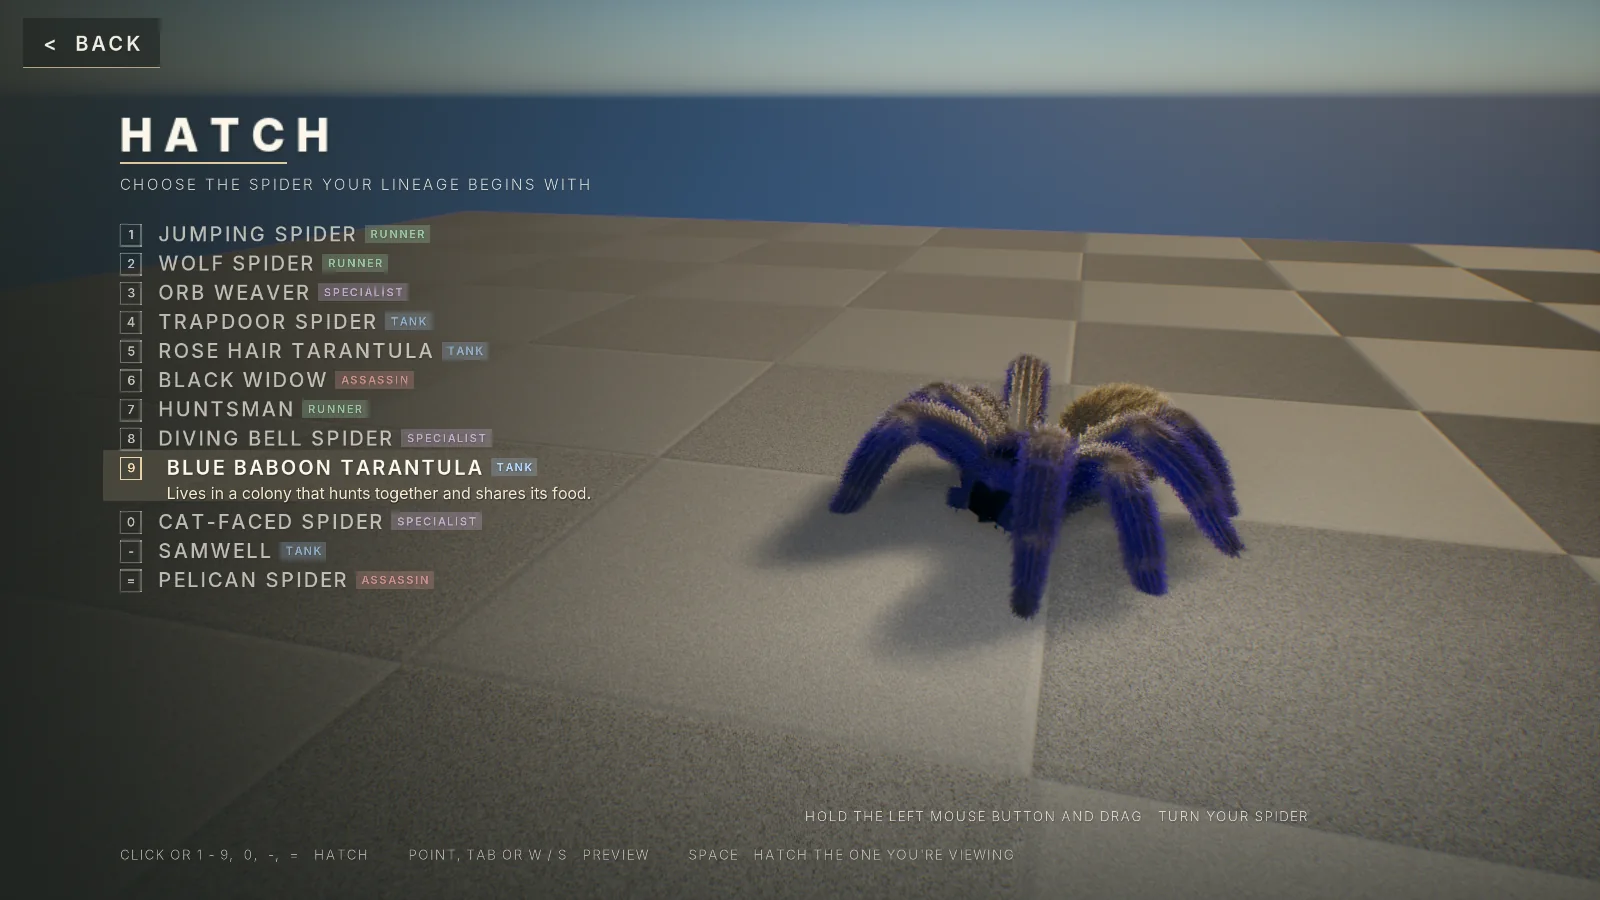 < BACK
HATCH
CHOOSE THE SPIDER YOUR LINEAGE BEGINS WITH
1 JUMPING SPIDER RUNNER
2 WOLF SPIDER RUNNER
3 ORB WEAVER SPECIALIST
4 TRAPDOOR SPIDER TANK
5 ROSE HAIR TARANTULA TANK
6 BLACK WIDOW ASSASSIN
7 HUNTSMAN RUNNER
8 DIVING BELL SPIDER SPECIALIST
9 BLUE BABOON TARANTULA TANK
Lives in a colony that hunts together and shares its food.
0 CAT-FACED SPIDER SPECIALIST
- SAMWELL TANK
= PELICAN SPIDER ASSASSIN
HOLD THE LEFT MOUSE BUTTON AND DRAG TURN YOUR SPIDER
CLICK OR 1 - 9, 0, -, = HATCH POINT, TAB OR W / S PREVIEW SPACE HATCH THE ONE YOU'RE VIEWING